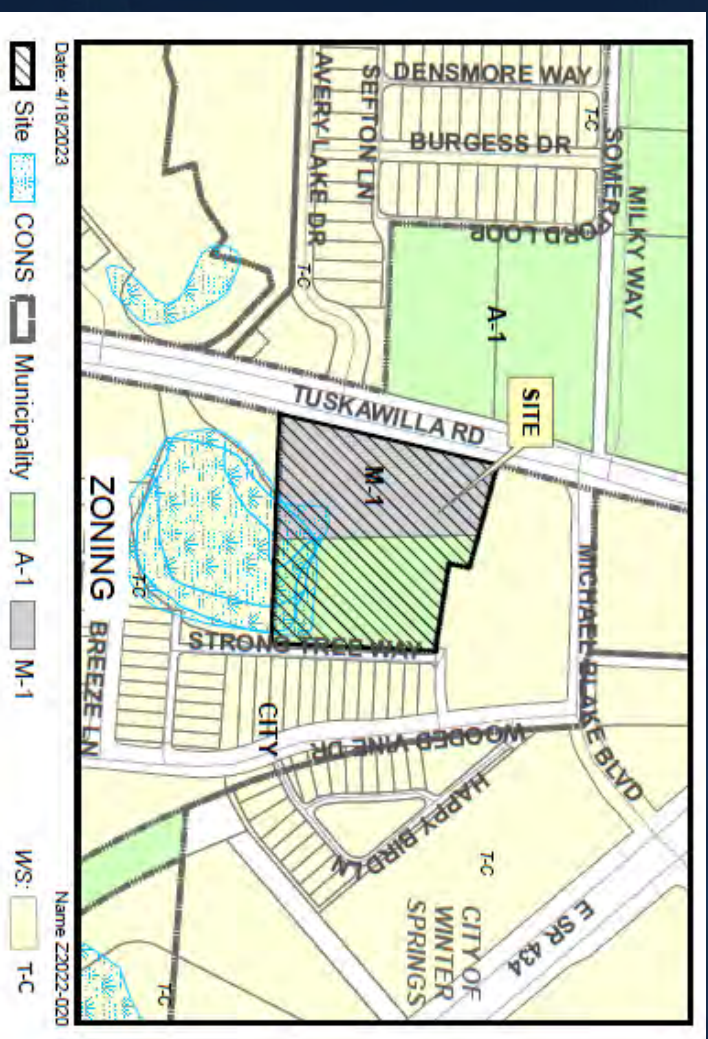 DENSMORE WAY
BURGESS DR
SEFTON LN
AVERY LAKE DR
T-C
SOMER
ORD LOOP
MILKY WAY
A-1
T-C
SITE
TUSKAWILLA RD
M-1
MICHAEL BLAKE BLVD
STRONG TREE WAY
WOODED VINE DR
HAPPY BIRD LN
CITY
T-C
BREEZE LN
T-C
E SR 434
CITY OF
WINTER
SPRINGS
T-C
ZONING
Date: 4/18/2023
Name Z2022-020
Site
CONS
Municipality
A-1
M-1
WS:
T-C